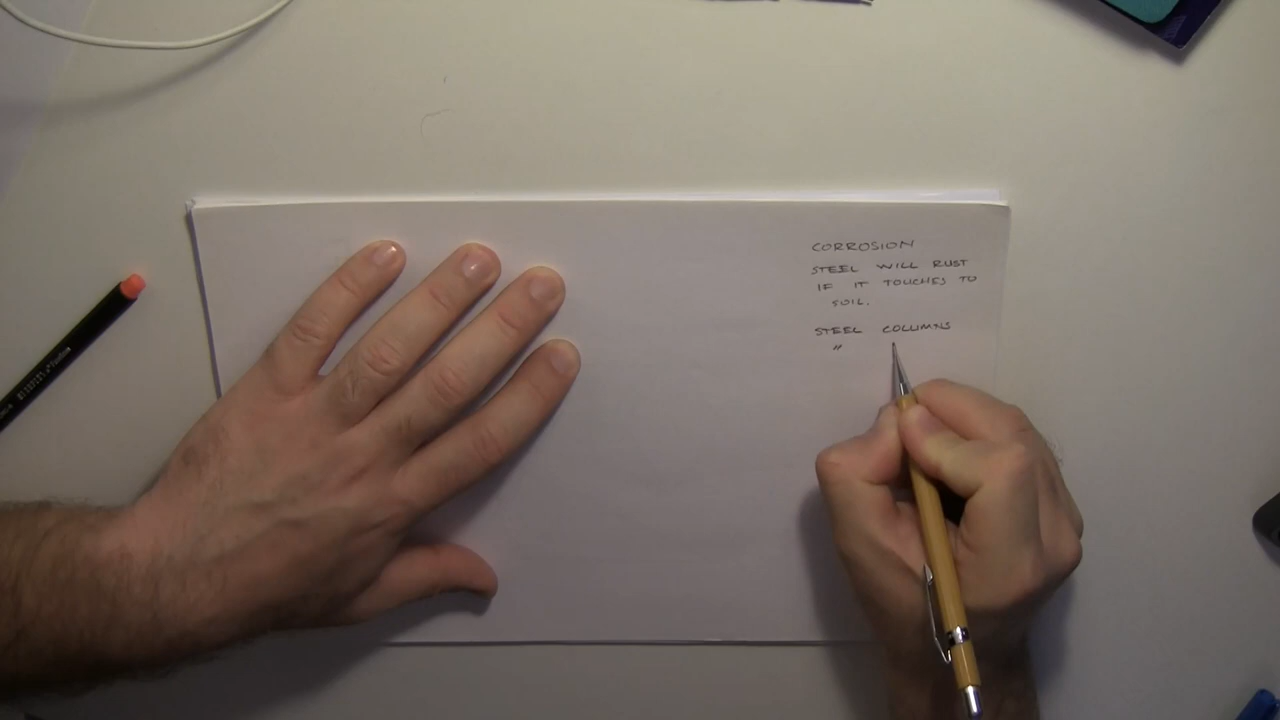 CORROSION
STEEL WILL RUST
IF IT TOUCHES TO
SOIL.
STEEL COLUMNS
"